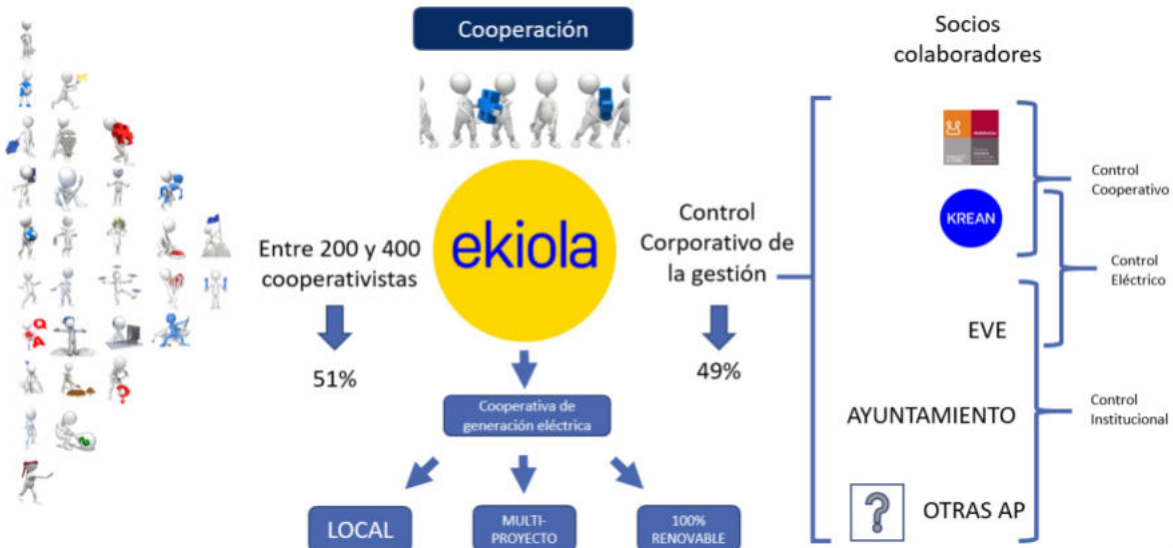 Cooperación
ekiola
Entre 200 y 400
cooperativistas
51%
Control
Corporativo de
la gestión
49%
Cooperativa de
generación eléctrica
LOCAL
MULTI-
PROYECTO
100%
RENOVABLE
Socios
colaboradores
KREAN
EVE
AYUNTAMIENTO
?
OTRAS AP
Control
Cooperativo
Control
Eléctrico
Control
Institucional
Q
A
?